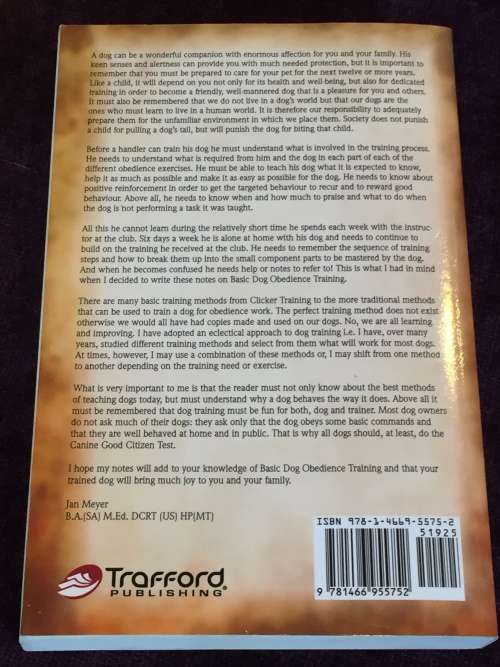 A dog can be a wonderful companion with enormous affection for you and your family. His
keen senses and alertness can provide you with much needed protection, but it is important to
remember that you must be prepared to care for your pet for the next twelve or more years.
Like a child, it will depend on you not only for its health and well-being, but also for dedicated
training in order to become a friendly, well-mannered dog that is a pleasure for you and others.
It must also be remembered that we do not live in a dog's world but that our dogs are the
ones who must learn to live in a human world. It is therefore our responsibility to adequately
prepare them for the unfamiliar environment in which we place them. Society does not punish
a child for pulling a dog's tail, but will punish the dog for biting that child.
Before a handler can train his dog he must understand what is involved in the training process.
He needs to understand what is required from him and the dog in each part of each of the
different obedience exercises. He must be able to teach his dog what it is expected to know,
help it as much as possible and make it as easy as possible for the dog. He needs to know about
positive reinforcement in order to get the targeted behaviour to recur and to reward good
behaviour. Above all, he needs to know when and how much to praise and what to do when
the dog is not performing a task it was taught.
All this he cannot learn during the relatively short time he spends each week with the instruc-
tor at the club. Six days a week he is alone at home with his dog and needs to continue to
build on the training he received at the club. He needs to remember the sequence of training
steps and how to break them up into the small component parts to be mastered by the dog.
And when he becomes confused he needs help or notes to refer to! This is what I had in mind
when I decided to write these notes on Basic Dog Obedience Training.
There are many basic training methods from Clicker Training to the more traditional methods
that can be used to train a dog for obedience work. The perfect training method does not exist
otherwise we would all have had copies made and used on our dogs. No, we are all learning
and improving. I have adopted an eclectical approach to dog training i.e. I have, over many
years, studied different training methods and select from them what will work for most dogs.
At times, however, I may use a combination of these methods or, I may shift from one method
to another depending on the training need or exercise.
What is very important to me is that the reader must not only know about the best methods
of teaching dogs today, but must understand why a dog behaves the way it does. Above all it
must be remembered that dog training must be fun for both, dog and trainer. Most dog owners
do not ask much of their dogs: they ask only that the dog obeys some basic commands and
that they are well behaved at home and in public. That is why all dogs should, at least, do the
Canine Good Citizen Test.
I hope my notes will add to your knowledge of Basic Dog Obedience Training and that your
trained dog will bring much joy to you and your family.
Jan Meyer
B.A.(SA) M.Ed. DCRT (US) HP(MT)
ISBN 978-1-4669-5575-2
51925
9 781466 955752
Trafford
PUBLISHING®